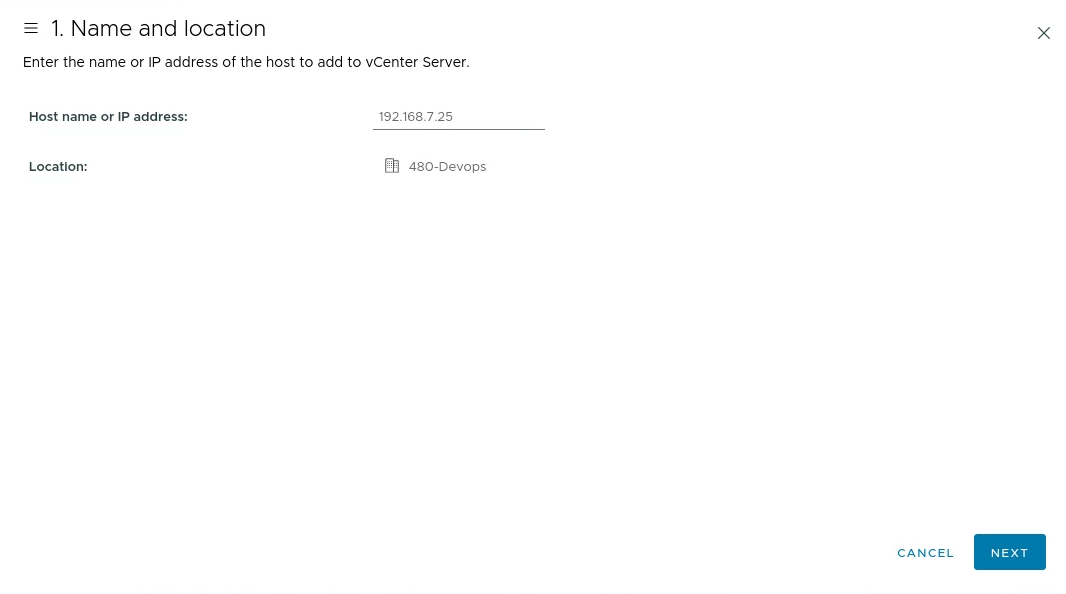 1. Name and location
Enter the name or IP address of the host to add to vCenter Server.
Host name or IP address: 192.168.7.25
Location: 480-Devops
CANCEL NEXT